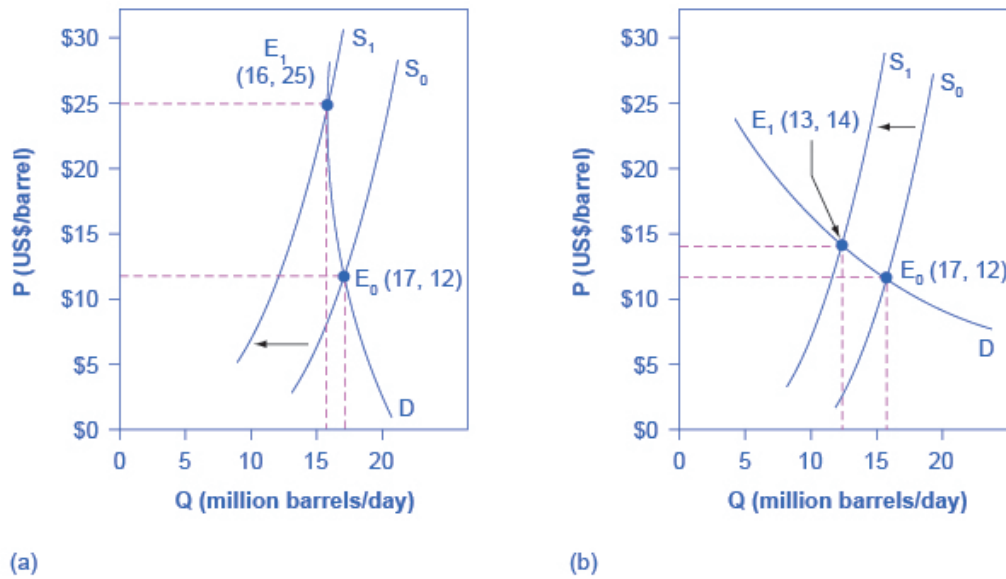 $30
$25
$20
$15
$10
$5
$0
P (US$/barrel)
E1
(16, 25)
S1
S0
E0 (17, 12)
D
0 5 10 15 20
Q (million barrels/day)
(a)
$30
$25
$20
$15
$10
$5
$0
P (US$/barrel)
S1
S0
E1 (13, 14)
E0 (17, 12)
D
0 5 10 15 20
Q (million barrels/day)
(b)